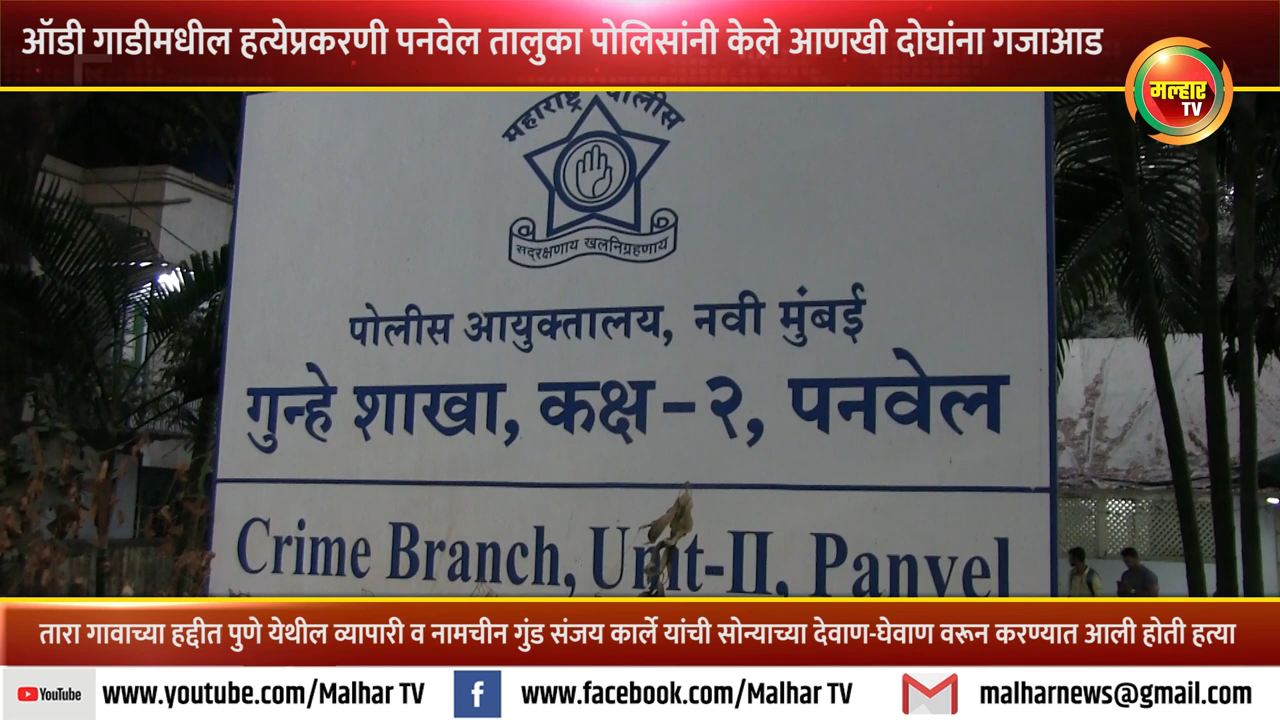 ऑडी गाडीमधील हत्येप्रकरणी पनवेल तालुका पोलिसांनी केले आणखी दोघांना गजाआड
मल्हार
TV
महाराष्ट्र पोलीस
सद्रक्षणाय खलनिग्रहणाय
पोलीस आयुक्तालय, नवी मुंबई
गुन्हे शाखा, कक्ष-२, पनवेल
Crime Branch, Unit-II, Panvel
तारा गावाच्या हद्दीत पुणे येथील व्यापारी व नामचीन गुंड संजय कार्ले यांची सोन्याच्या देवाण-घेवाण वरून करण्यात आली होती हत्या
YouTube www.youtube.com/Malhar TV f www.facebook.com/Malhar TV malharnews@gmail.com